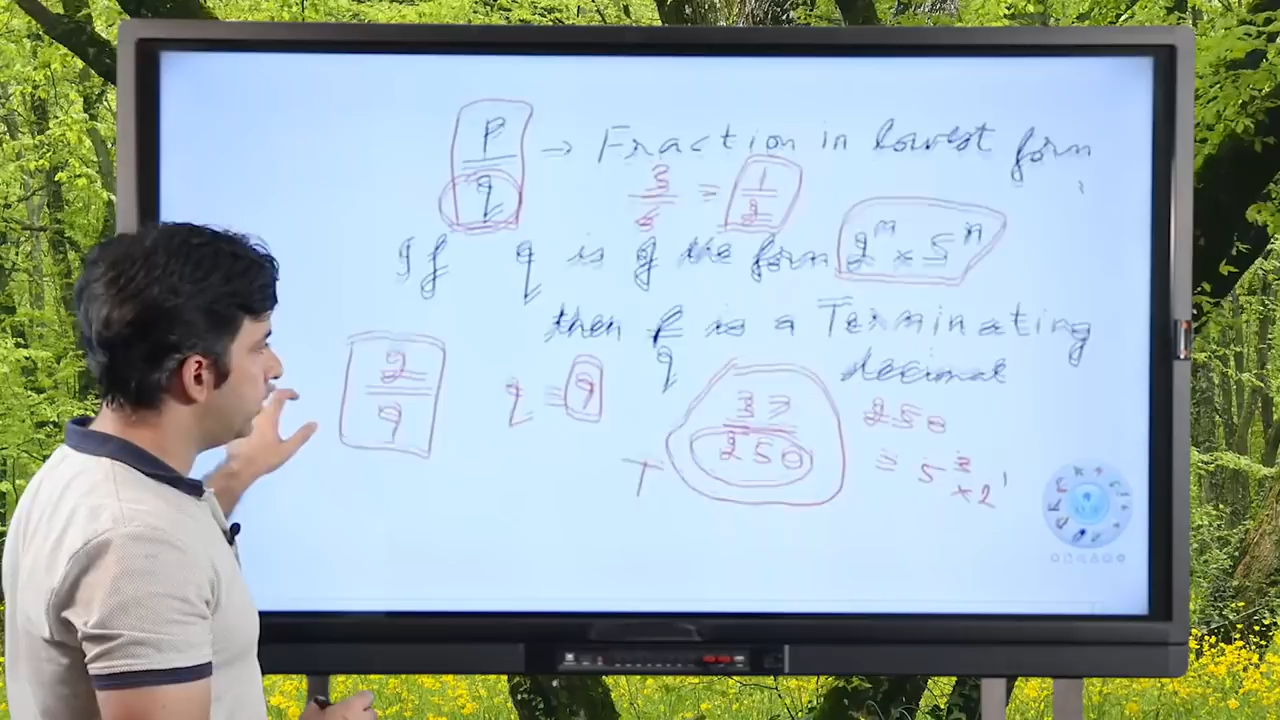 p/q → Fraction in lowest form
3/6 = 1/2
If q is of the form 2^m × 5^n
then p/q is a Terminating
decimal
2/9 q = 9 37/250 250
T = 5^3 × 2^1